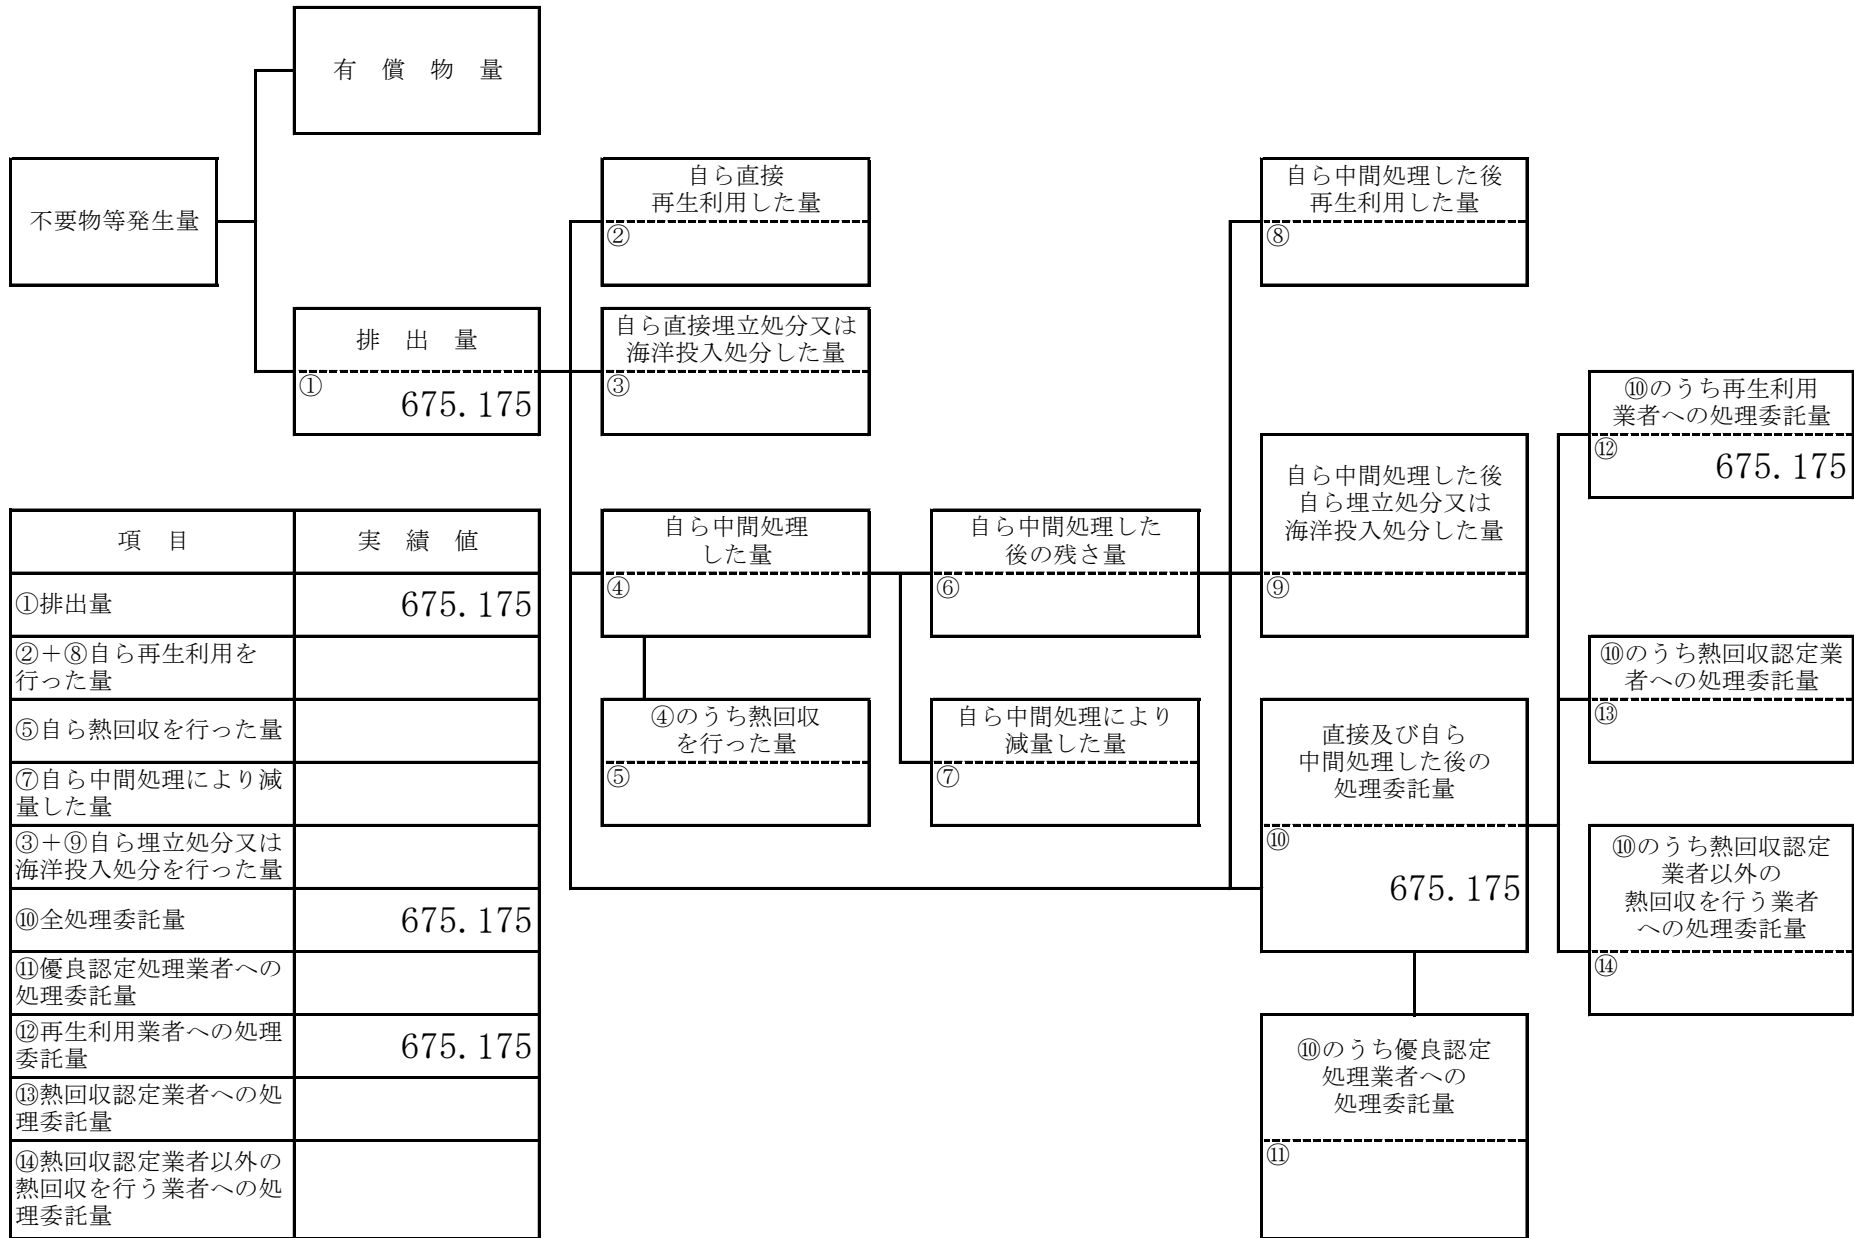 有 償 物 量
不要物等発生量
排 出 量
①
675.175
自ら直接
再生利用した量
②
自ら直接埋立処分又は
海洋投入処分した量
③
自ら中間処理
した量
④
④のうち熱回収
を行った量
⑤
自ら中間処理した
後の残さ量
⑥
自ら中間処理により
減量した量
⑦
自ら中間処理した後
再生利用した量
⑧
自ら中間処理した後
自ら埋立処分又は
海洋投入処分した量
⑨
直接及び自ら
中間処理した後の
処理委託量
⑩
675.175
⑩のうち優良認定
処理業者への
処理委託量
⑪
⑩のうち再生利用
業者への処理委託量
⑫
675.175
⑩のうち熱回収認定業
者への処理委託量
⑬
⑩のうち熱回収認定
業者以外の
熱回収を行う業者
への処理委託量
⑭
項 目 実 績 値
①排出量 675.175
②＋⑧自ら再生利用を
行った量
⑤自ら熱回収を行った量
⑦自ら中間処理により減
量した量
③＋⑨自ら埋立処分又は
海洋投入処分を行った量
⑩全処理委託量 675.175
⑪優良認定処理業者への
処理委託量
⑫再生利用業者への処理
委託量 675.175
⑬熱回収認定業者への処
理委託量
⑭熱回収認定業者以外の
熱回収を行う業者への処
理委託量